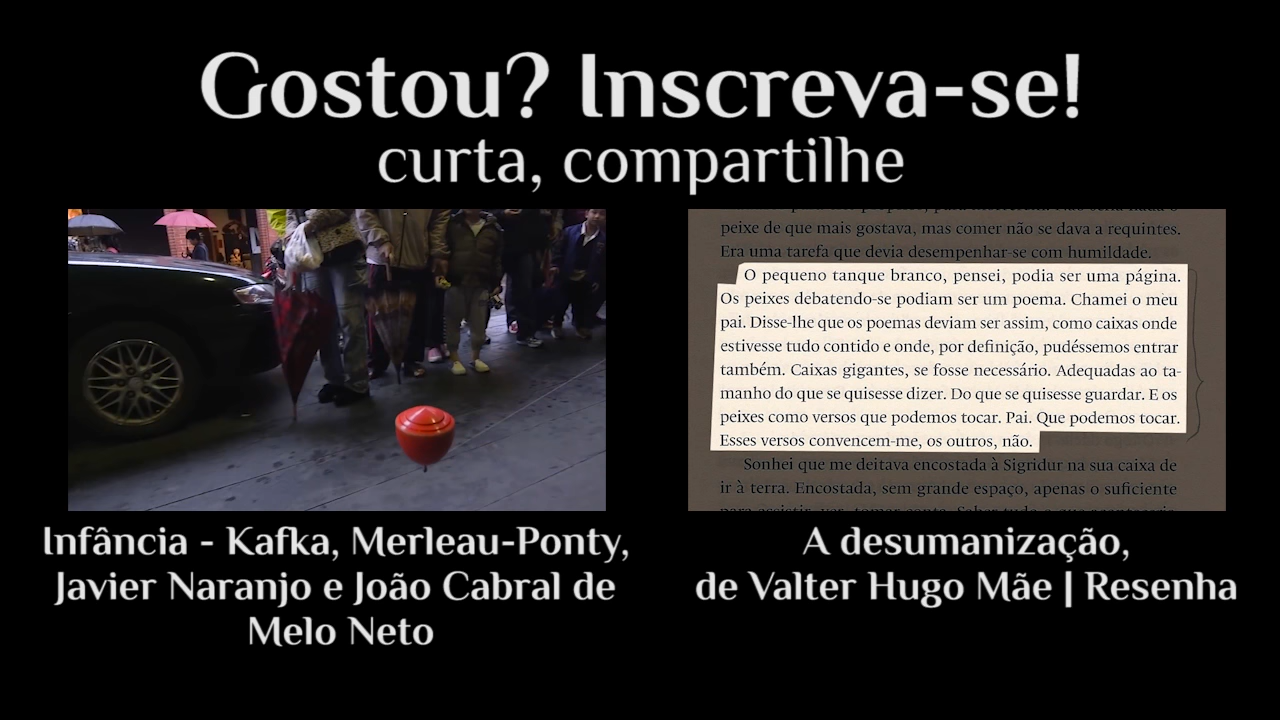 Gostou? Inscreva-se!
curta, compartilhe
peixe de que mais gostava, mas comer não se dava a requintes.
Era uma tarefa que devia desempenhar-se com humildade.
O pequeno tanque branco, pensei, podia ser uma página.
Os peixes debatendo-se podiam ser um poema. Chamei o meu
pai. Disse-lhe que os poemas deviam ser assim, como caixas onde
estivesse tudo contido e onde, por definição, pudéssemos entrar
também. Caixas gigantes, se fosse necessário. Adequadas ao ta-
manho do que se quisesse dizer. Do que se quisesse guardar. E os
peixes como versos que podemos tocar. Pai. Que podemos tocar.
Esses versos convencem-me, os outros, não.
Sonhei que me deitava encostada à Sigridur na sua caixa de
ir à terra. Encostada, sem grande espaço, apenas o suficiente
Infância - Kafka, Merleau-Ponty,
Javier Naranjo e João Cabral de
Melo Neto
A desumanização,
de Valter Hugo Mãe | Resenha